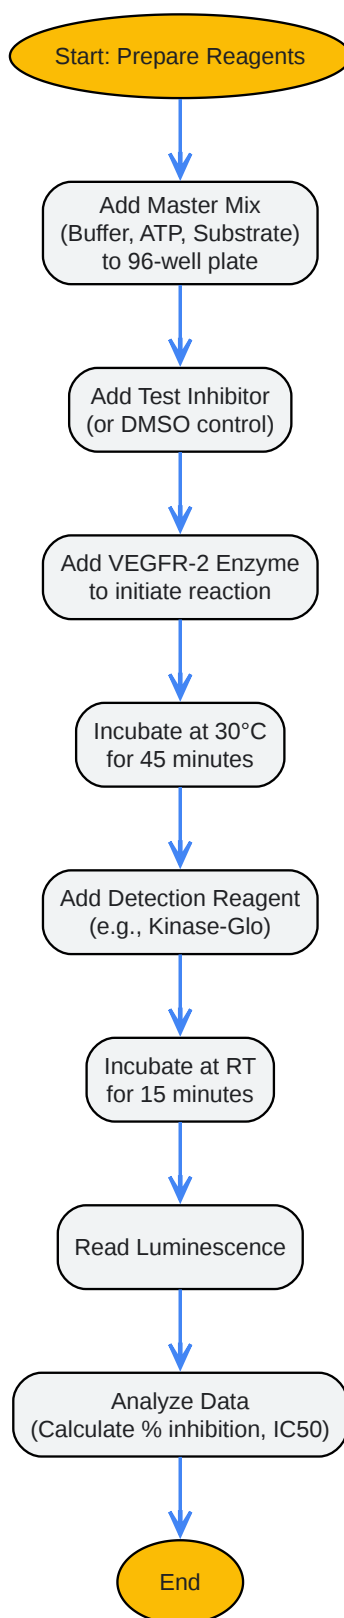 Start: Prepare Reagents
Add Master Mix
(Buffer, ATP, Substrate)
to 96-well plate
Add Test Inhibitor
(or DMSO control)
Add VEGFR-2 Enzyme
to initiate reaction
Incubate at 30°C
for 45 minutes
Add Detection Reagent
(e.g., Kinase-Glo)
Incubate at RT
for 15 minutes
Read Luminescence
Analyze Data
(Calculate % inhibition, IC50)
End